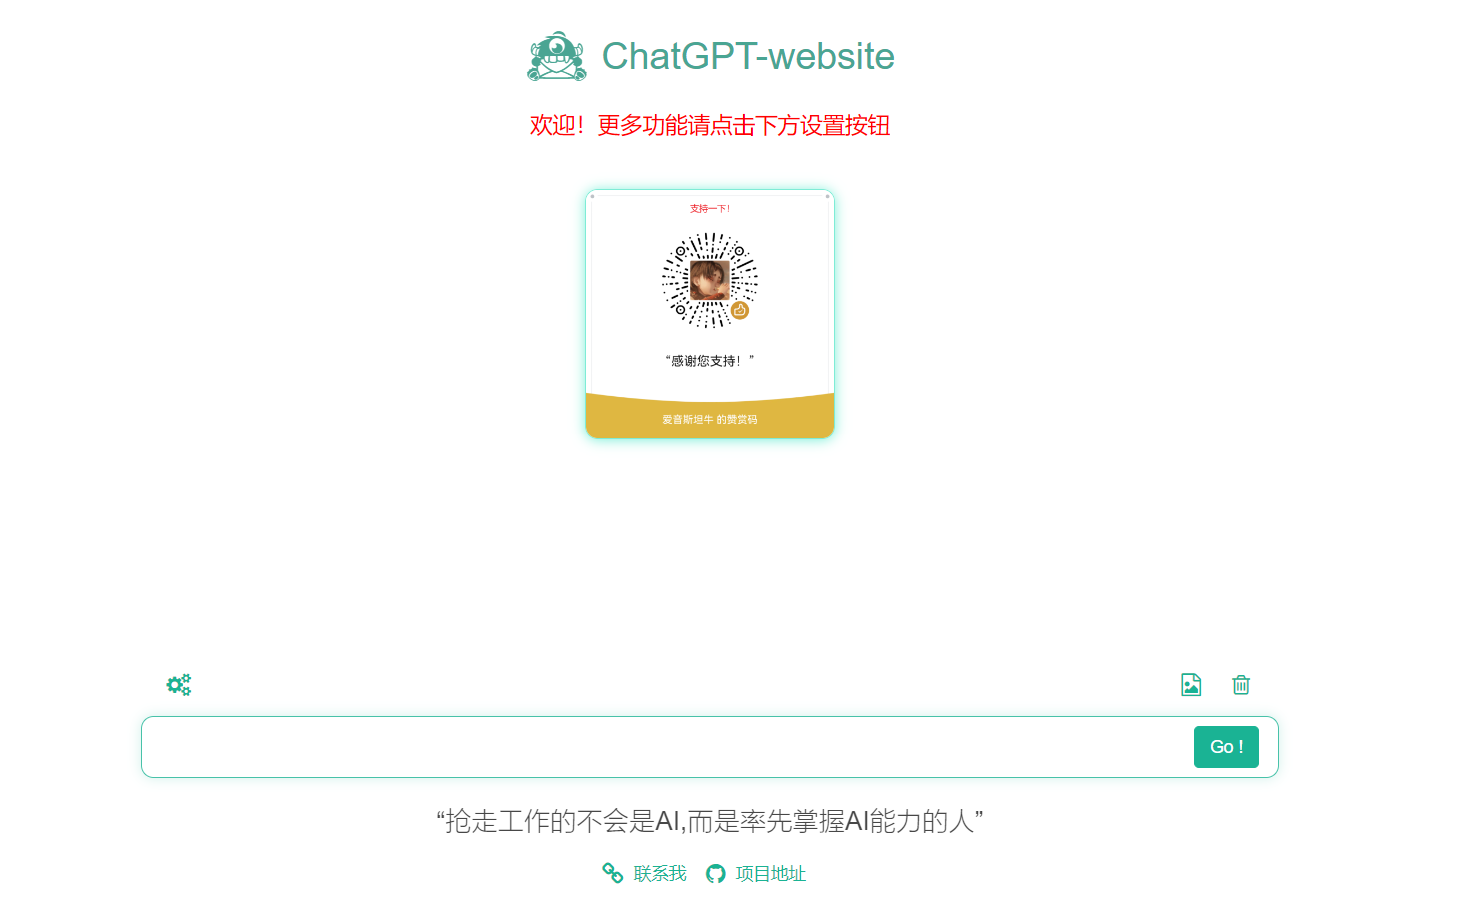 ChatGPT-website
欢迎！更多功能请点击下方设置按钮
支持一下！
“感谢您支持！”
爱音斯坦牛 的赞赏码
Go !
“抢走工作的不会是AI,而是率先掌握AI能力的人”
联系我 项目地址